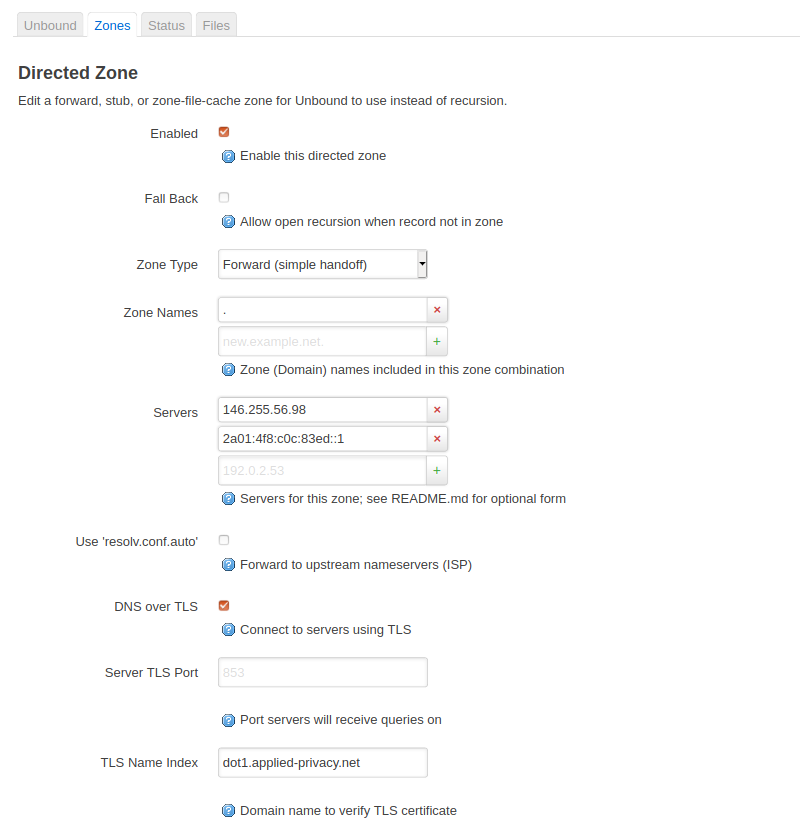 Unbound Zones Status Files
Directed Zone
Edit a forward, stub, or zone-file-cache zone for Unbound to use instead of recursion.
Enabled
Enable this directed zone
Fall Back
Allow open recursion when record not in zone
Zone Type Forward (simple handoff)
Zone Names .
new.example.net.
Zone (Domain) names included in this zone combination
Servers 146.255.56.98
2a01:4f8:c0c:83ed::1
192.0.2.53
Servers for this zone; see README.md for optional form
Use 'resolv.conf.auto'
Forward to upstream nameservers (ISP)
DNS over TLS
Connect to servers using TLS
Server TLS Port 853
Port servers will receive queries on
TLS Name Index dot1.applied-privacy.net
Domain name to verify TLS certificate